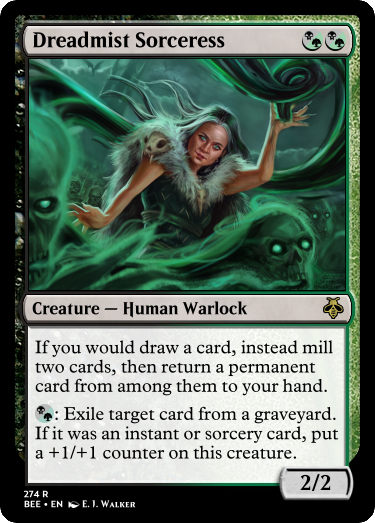 Dreadmist Sorceress
Creature — Human Warlock
If you would draw a card, instead mill
two cards, then return a permanent
card from among them to your hand.
: Exile target card from a graveyard.
If it was an instant or sorcery card, put
a +1/+1 counter on this creature.
2/2
274 R
BEE • EN E. J. Walker